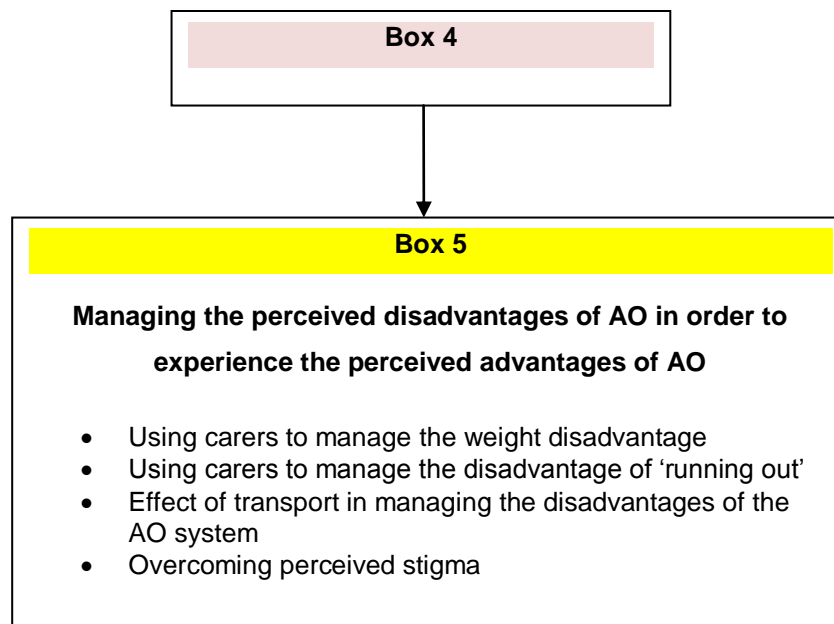 Box 4
Box 5
Managing the perceived disadvantages of AO in order to
experience the perceived advantages of AO
• Using carers to manage the weight disadvantage
• Using carers to manage the disadvantage of ‘running out’
• Effect of transport in managing the disadvantages of the
AO system
• Overcoming perceived stigma